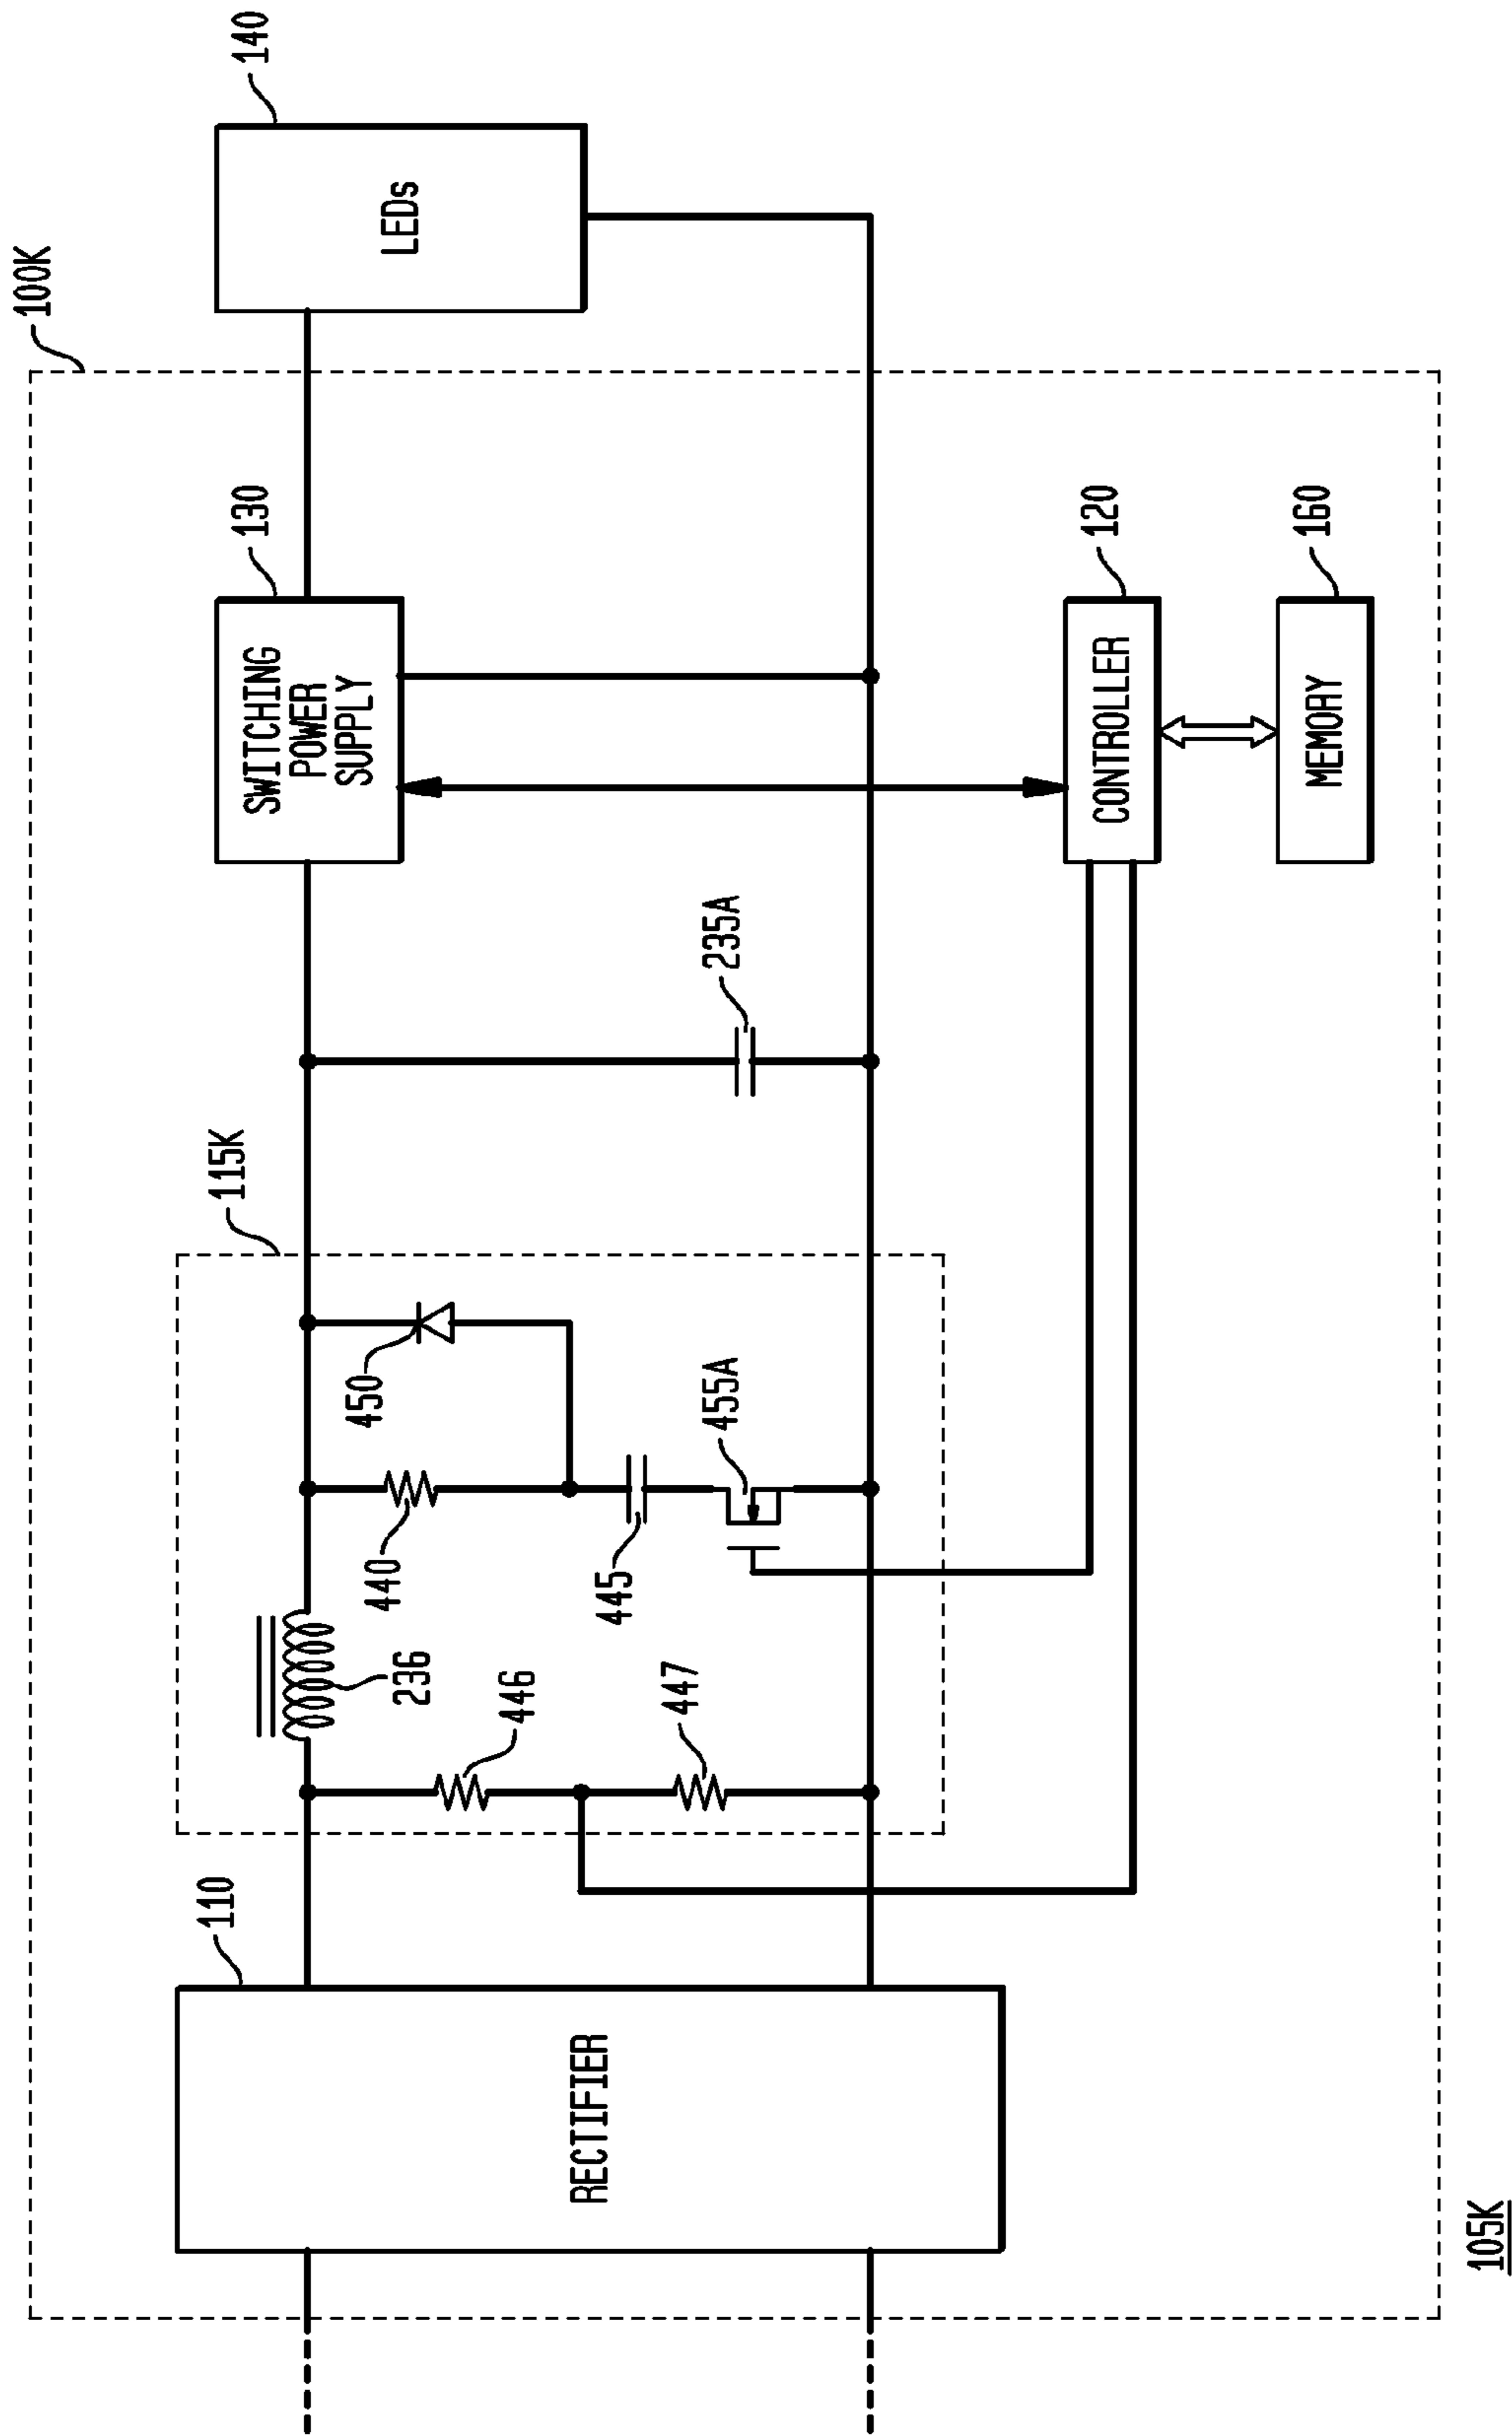 100K
140
LEDs
130
SWITCHING
POWER
SUPPLY
120
CONTROLLER
160
MEMORY
235A
115K
450
440
445
455A
236
446
447
110
RECTIFIER
105K